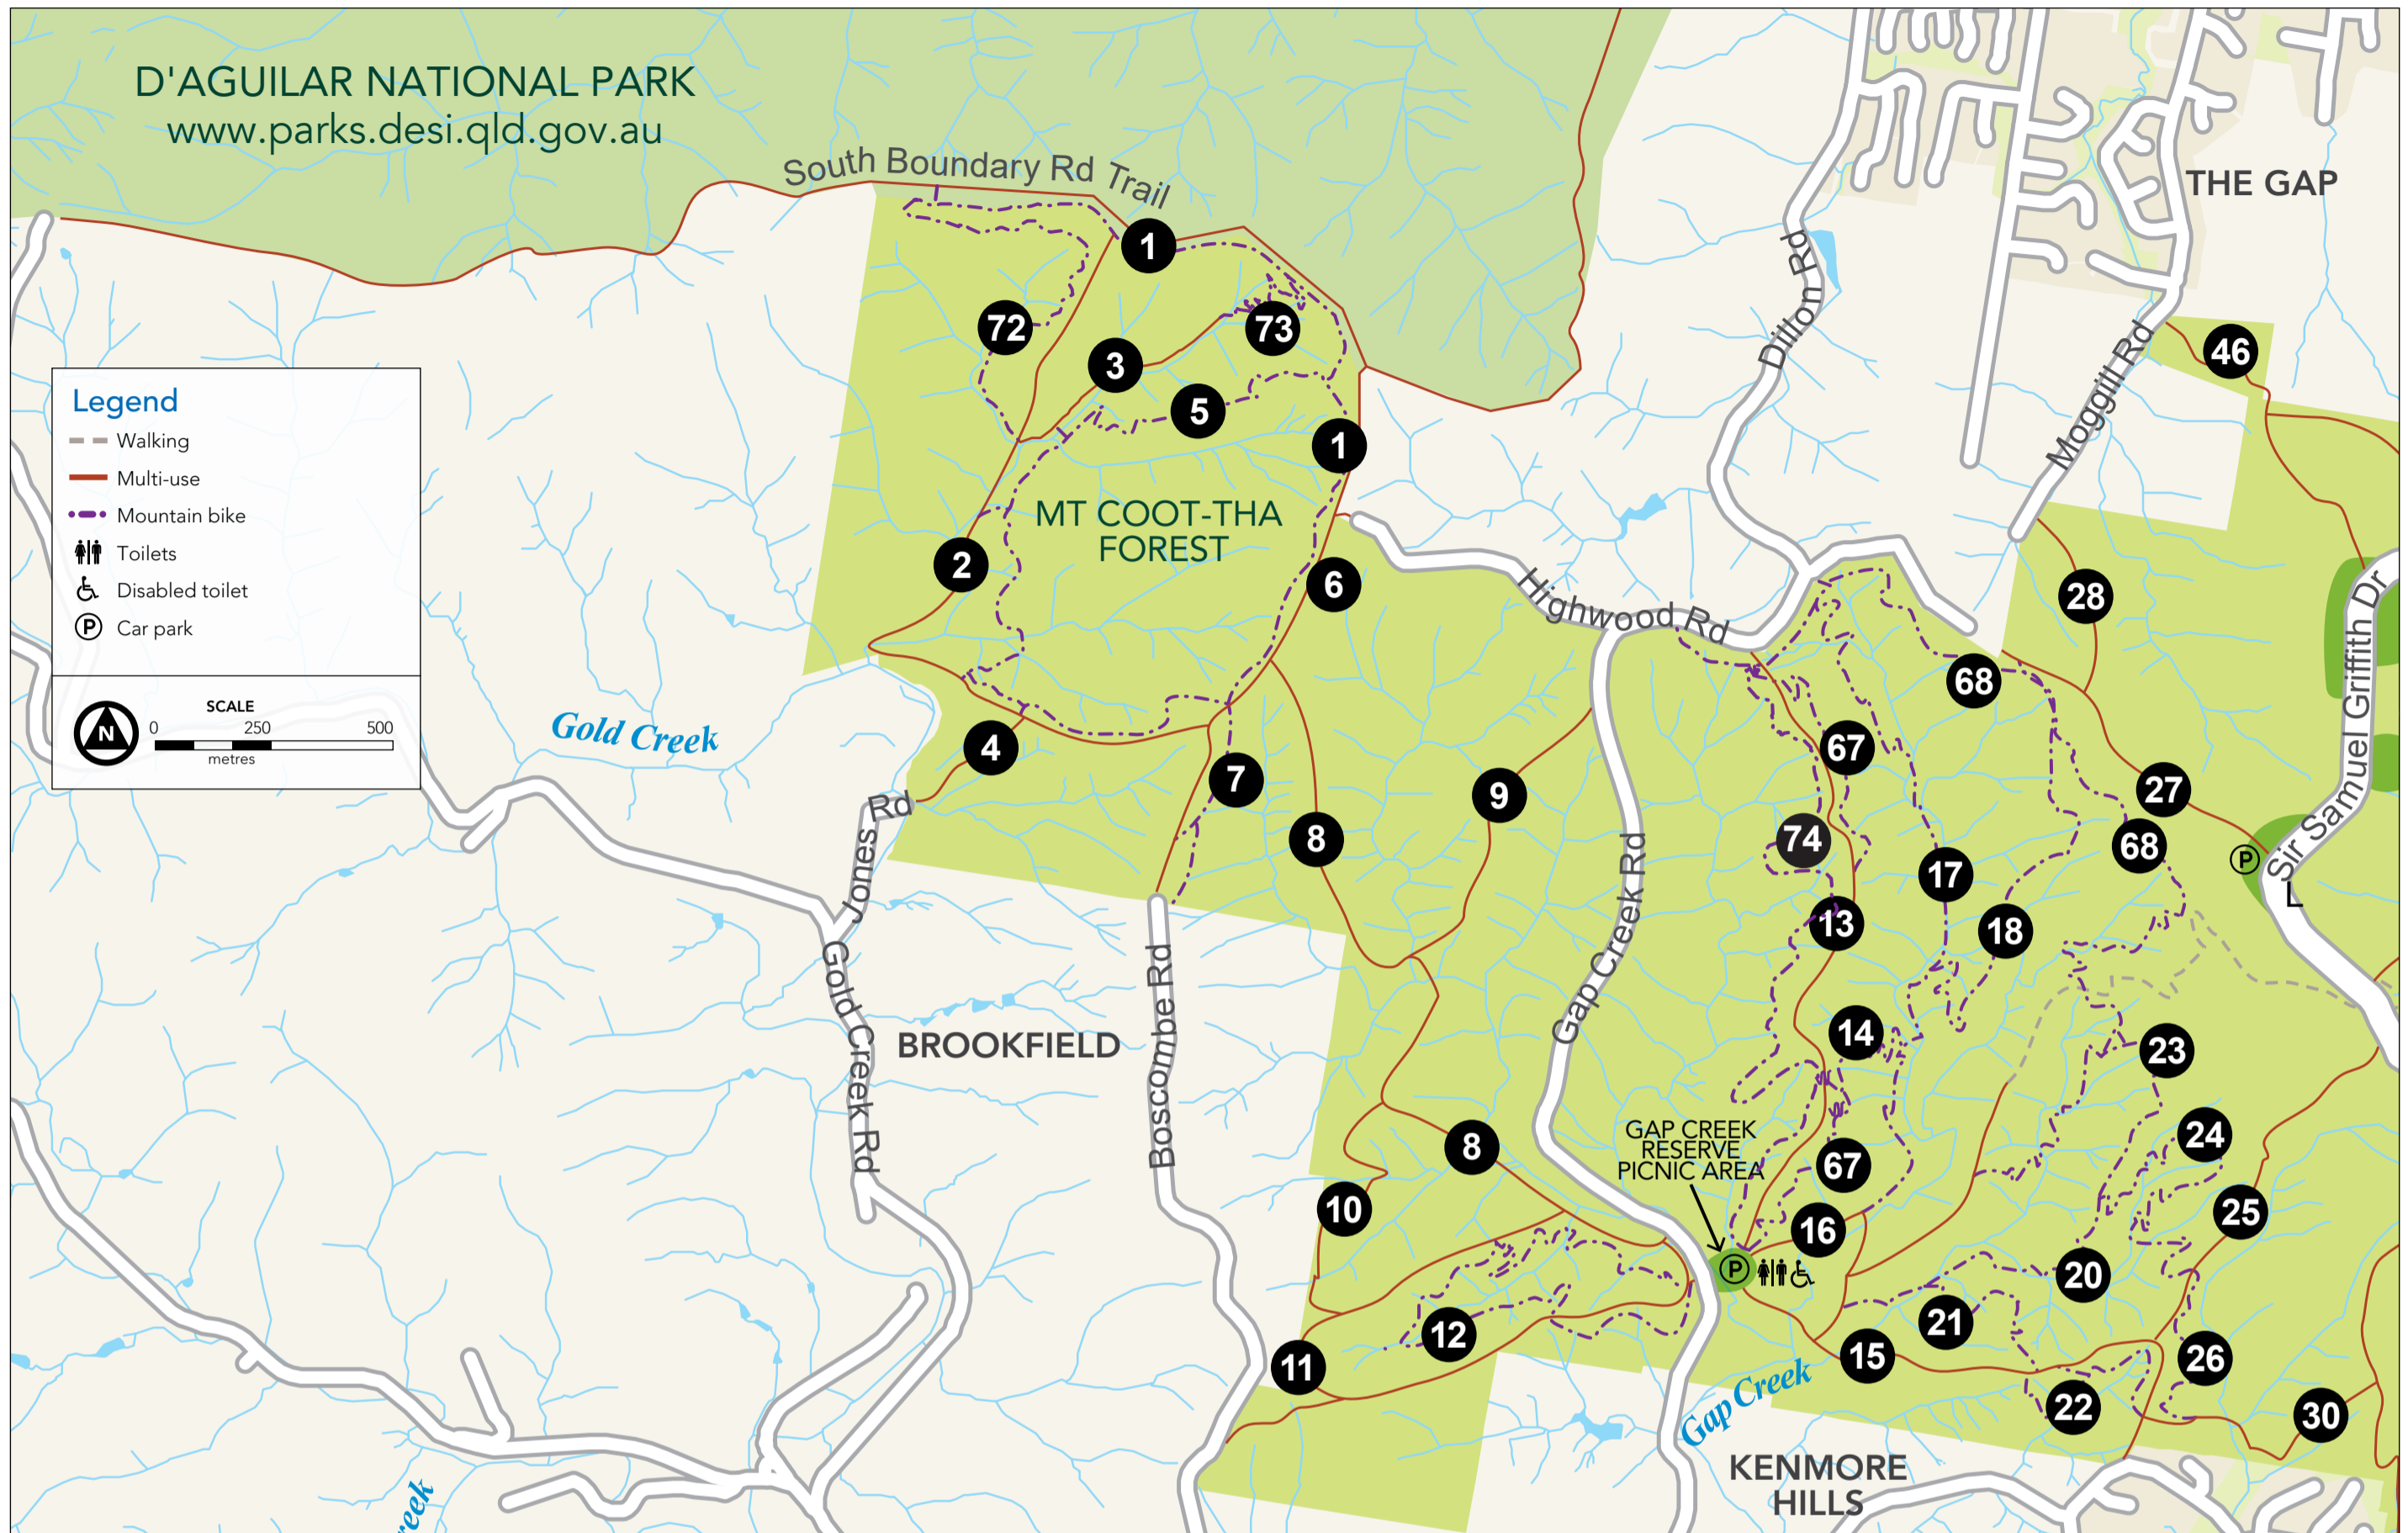 D'AGUILAR NATIONAL PARK
www.parks.desi.qld.gov.au
South Boundary Rd Trail
THE GAP
1
72
73
3
5
1
46
Dillon Rd
Moggill Rd
Legend
Walking
Multi-use
Mountain bike
Toilets
P
Disabled toilet
Car park
SCALE
0 250 500
metres
N
MT COOT-THA
FOREST
2
6
Highwood Rd
28
68
Sir Samuel Griffith Dr
Gold Creek
4
7
67
27
9
8
74
68
P
L
17
Jones Rd
13
18
Gap Creek Rd
Gold Creek Rd
BROOKFIELD
Boscombe Rd
14
23
GAP CREEK
RESERVE
PICNIC AREA
8
67
24
10
16
25
P
20
21
12
11
15
26
22
30
Gap Creek
KENMORE
HILLS
reek